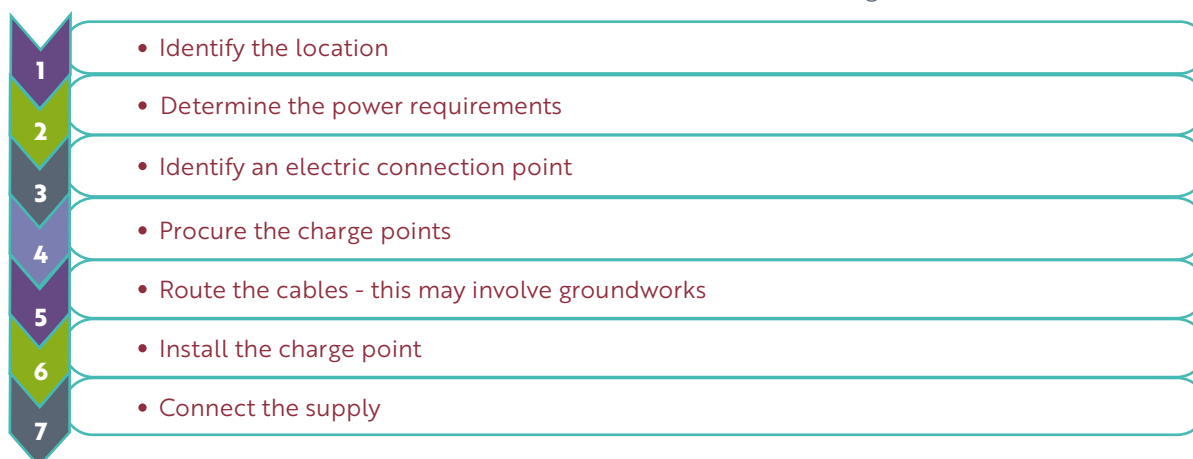 1
• Identify the location
2
• Determine the power requirements
3
• Identify an electric connection point
4
• Procure the charge points
5
• Route the cables - this may involve groundworks
6
• Install the charge point
7
• Connect the supply